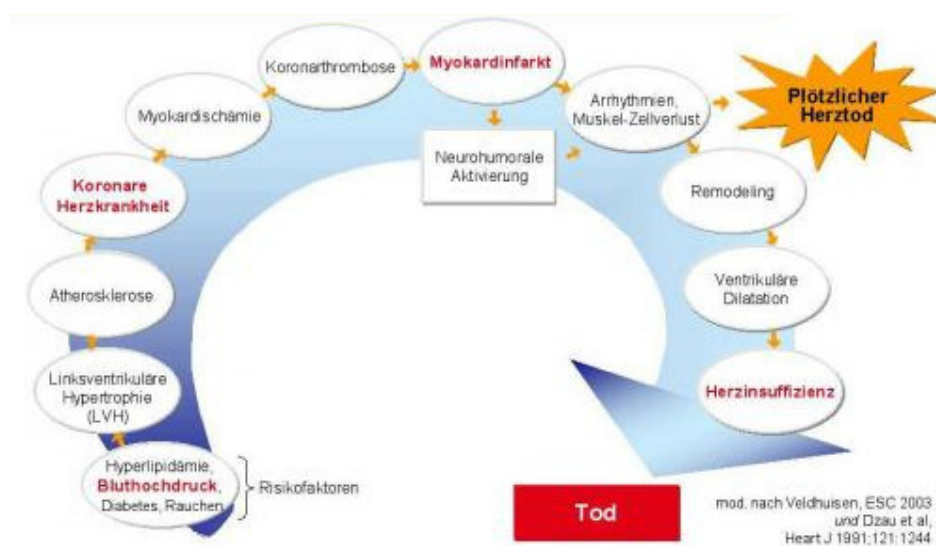 Koronarthrombose
Myokardinfarkt
Myokardischämie
Arrhythmien,
Muskel-Zellverlust
Plötzlicher
Herztod
Neurohumorale
Aktivierung
Koronare
Herzkrankheit
Remodeling
Atherosklerose
Ventrikuläre
Dilatation
Linksventrikuläre
Hypertrophie
(LVH)
Herzinsuffizienz
Hyperlipidämie,
Bluthochdruck,
Diabetes, Rauchen
Risikofaktoren
Tod
mod. nach Veldhuisen, ESC 2003
und Dzau et al,
Heart J 1991;121:1244